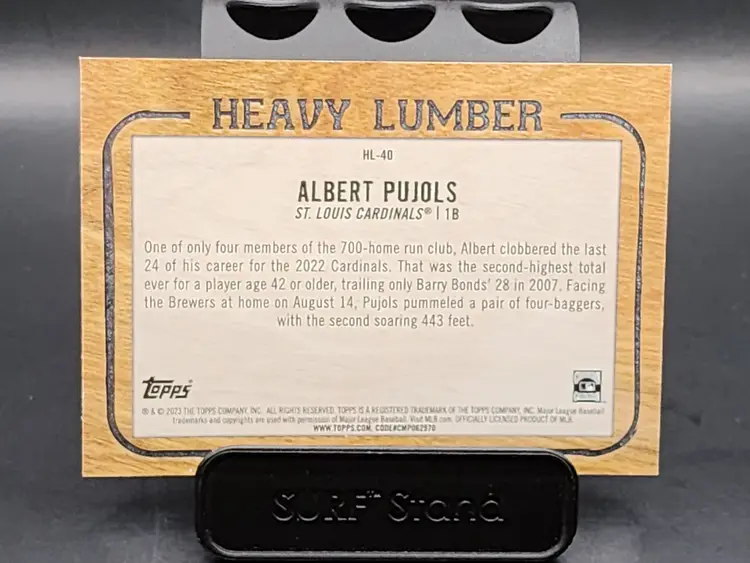 HEAVY LUMBER
HL-40
ALBERT PUJOLS
ST. LOUIS CARDINALS® | 1B
One of only four members of the 700-home run club, Albert clobbered the last
24 of his career for the 2022 Cardinals. That was the second-highest total
ever for a player age 42 or older, trailing only Barry Bonds' 28 in 2007. Facing
the Brewers at home on August 14, Pujols pummeled a pair of four-baggers,
with the second soaring 443 feet.
Topps®
® & © 2023 THE TOPPS COMPANY, INC. ALL RIGHTS RESERVED. TOPPS IS A REGISTERED TRADEMARK OF THE TOPPS COMPANY, INC. Major League Baseball
trademarks and copyrights are used with permission of Major League Baseball. Visit MLB.com. OFFICIALLY LICENSED PRODUCT OF MLB.
WWW.TOPPS.COM, CODE#CMP062970
SURF™ Stand